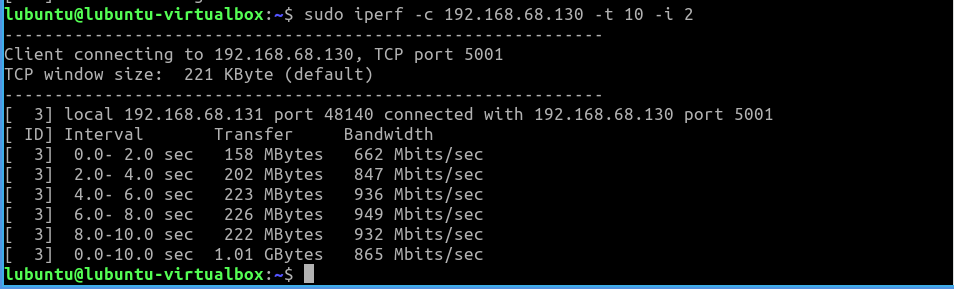 lubuntu@lubuntu-virtualbox:~$ sudo iperf -c 192.168.68.130 -t 10 -i 2
------------------------------------------------------------
Client connecting to 192.168.68.130, TCP port 5001
TCP window size:  221 KByte (default)
------------------------------------------------------------
[  3] local 192.168.68.131 port 48140 connected with 192.168.68.130 port 5001
[ ID] Interval       Transfer     Bandwidth
[  3]  0.0- 2.0 sec   158 MBytes   662 Mbits/sec
[  3]  2.0- 4.0 sec   202 MBytes   847 Mbits/sec
[  3]  4.0- 6.0 sec   223 MBytes   936 Mbits/sec
[  3]  6.0- 8.0 sec   226 MBytes   949 Mbits/sec
[  3]  8.0-10.0 sec   222 MBytes   932 Mbits/sec
[  3]  0.0-10.0 sec  1.01 GBytes   865 Mbits/sec
lubuntu@lubuntu-virtualbox:~$